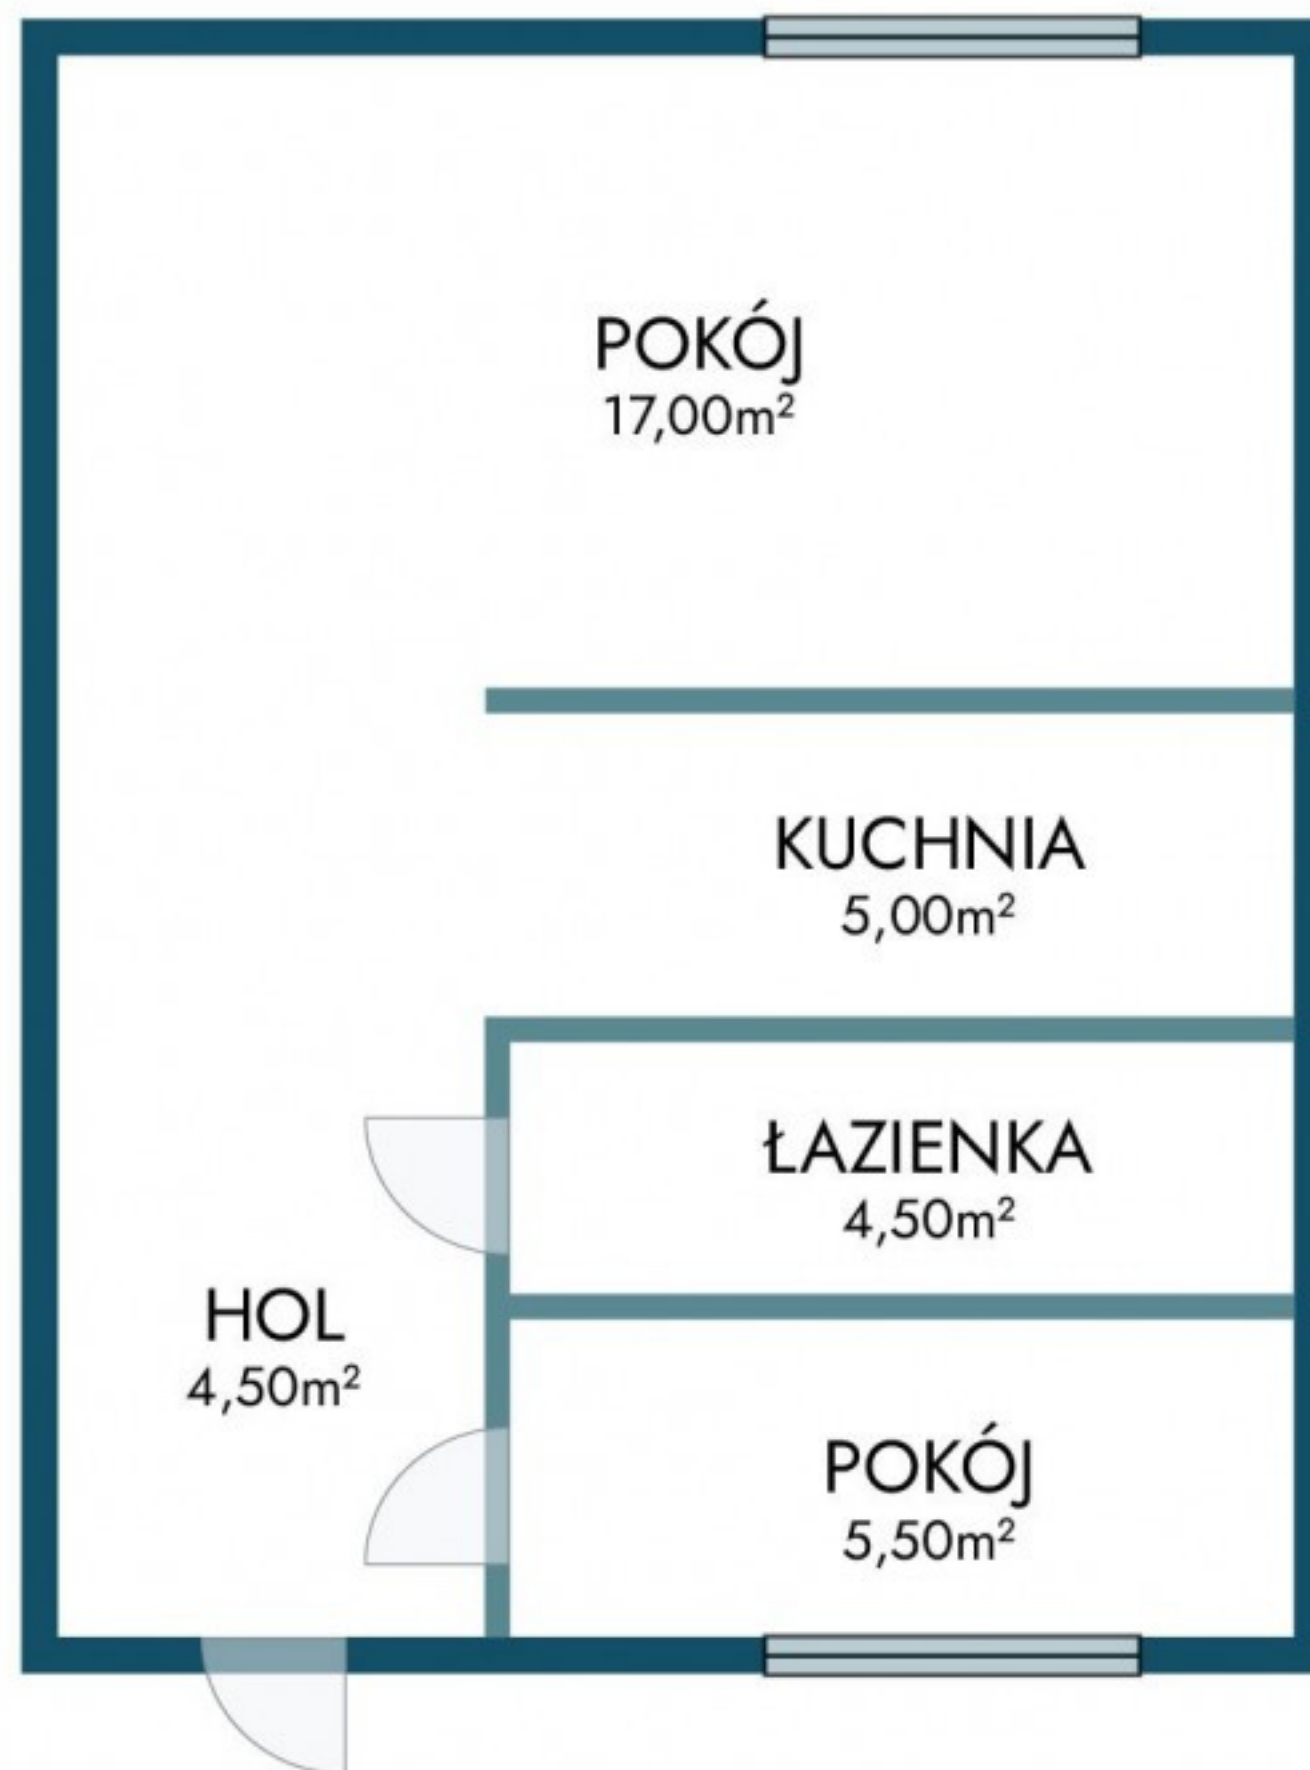 POKÓJ
17,00m²
KUCHNIA
5,00m²
ŁAZIENKA
4,50m²
HOL
4,50m²
POKÓJ
5,50m²